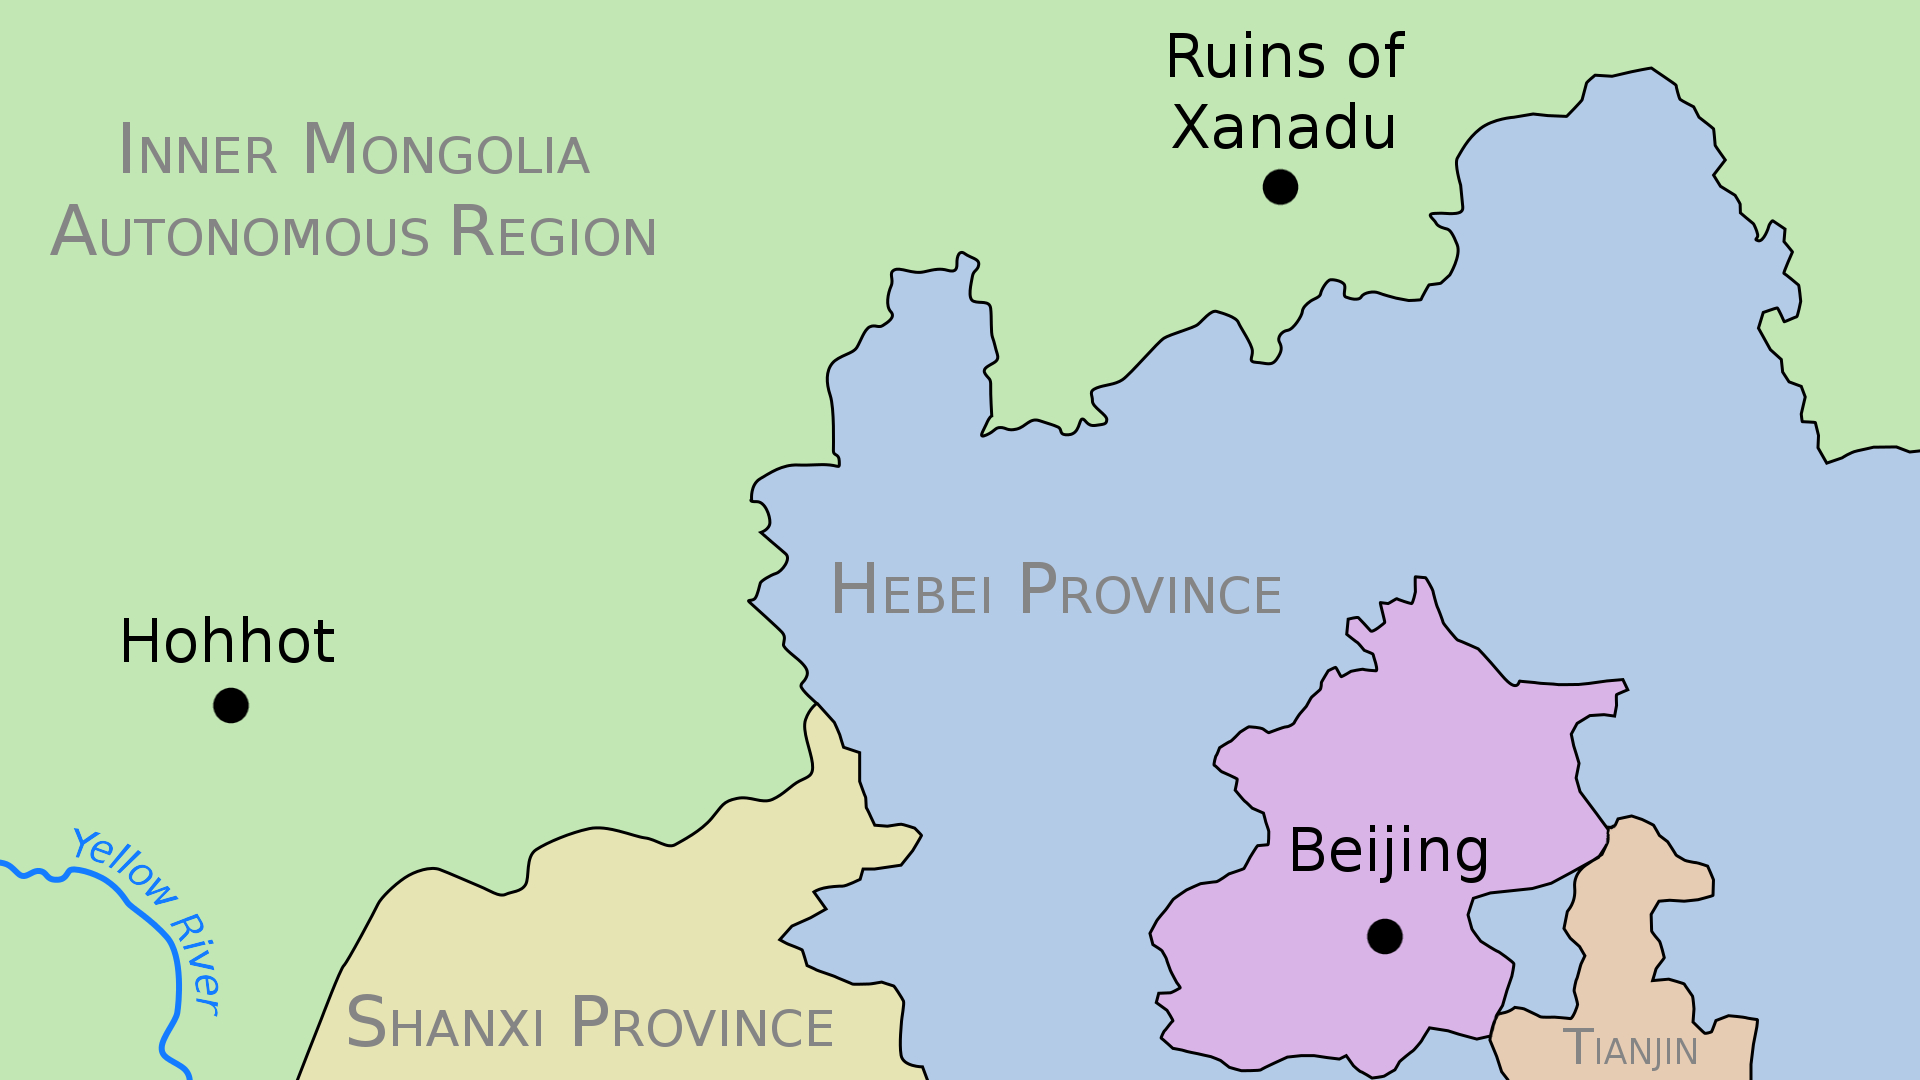 Ruins of
Xanadu
Inner Mongolia
Autonomous Region
Hebei Province
Hohhot
Beijing
Yellow River
Shanxi Province
Tianjin